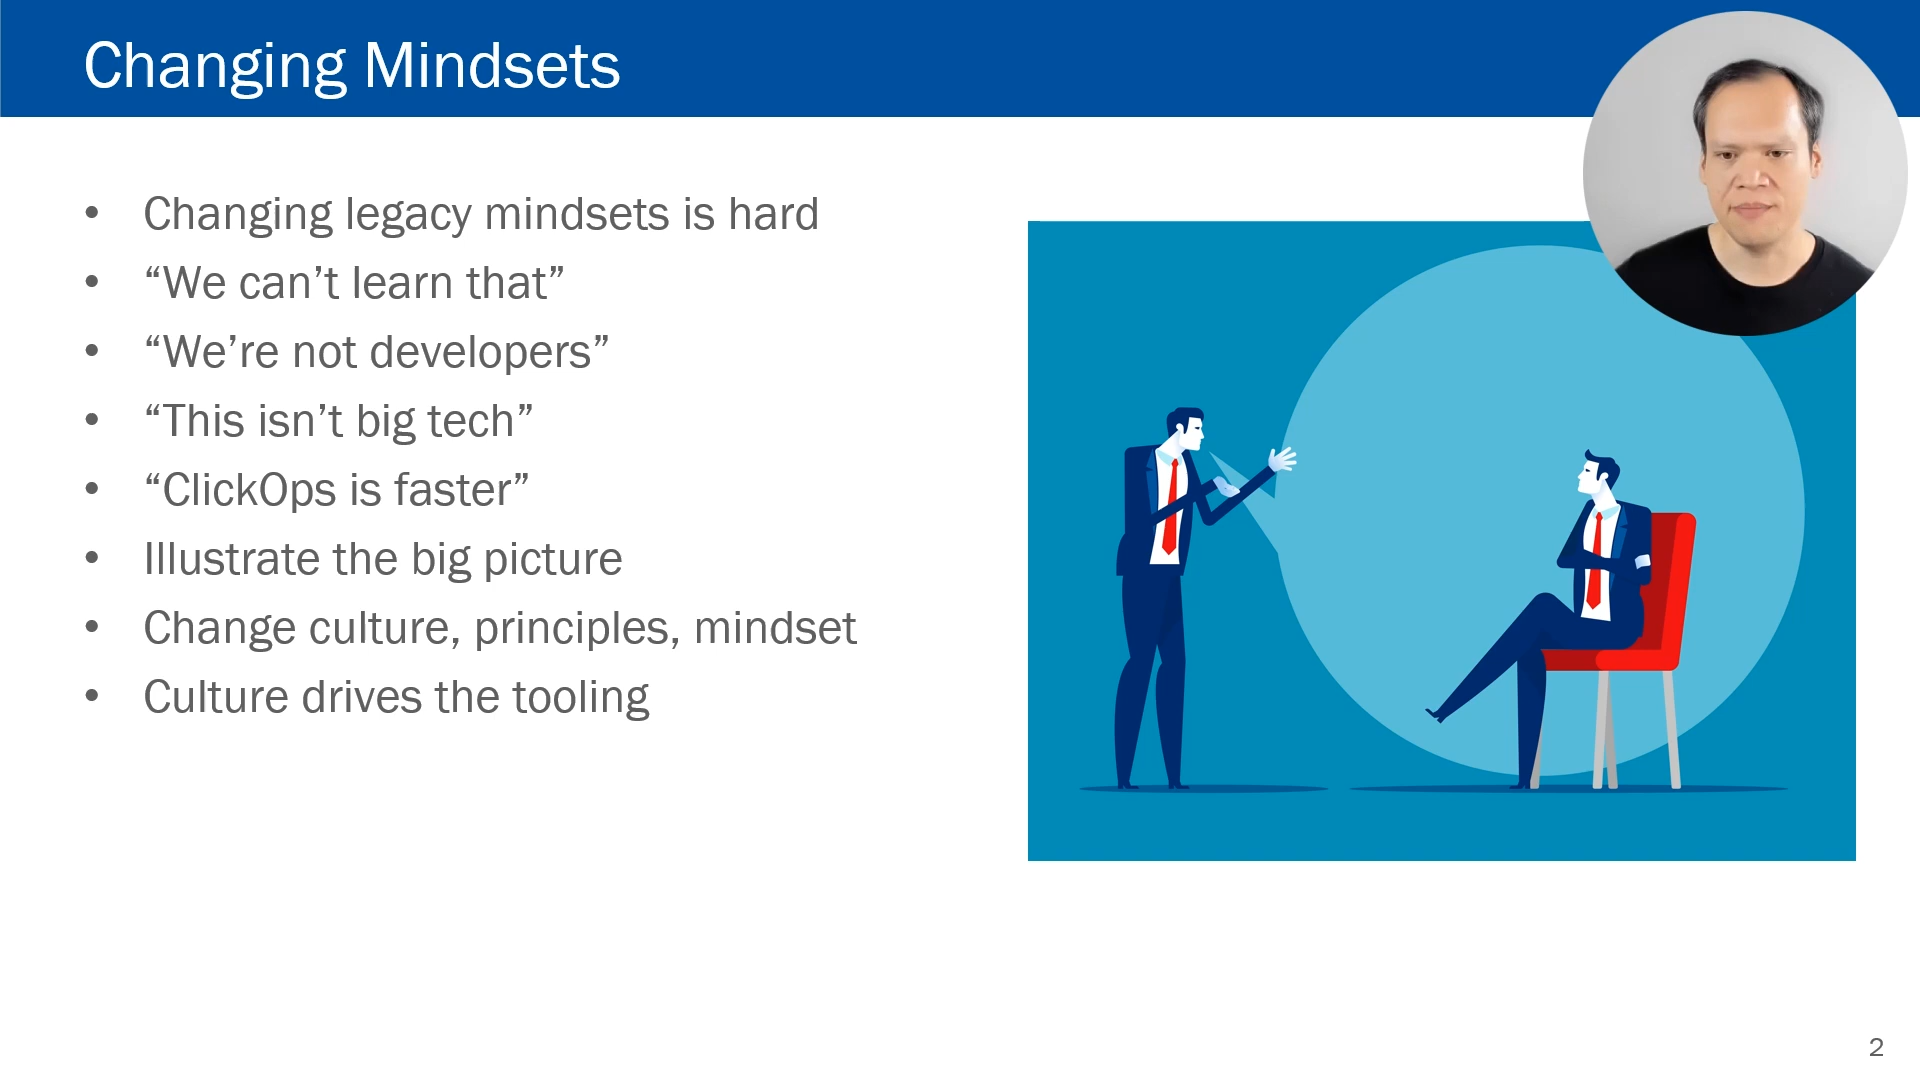 Changing Mindsets
• Changing legacy mindsets is hard
• “We can’t learn that”
• “We’re not developers”
• “This isn’t big tech”
• “ClickOps is faster”
• Illustrate the big picture
• Change culture, principles, mindset
• Culture drives the tooling
2